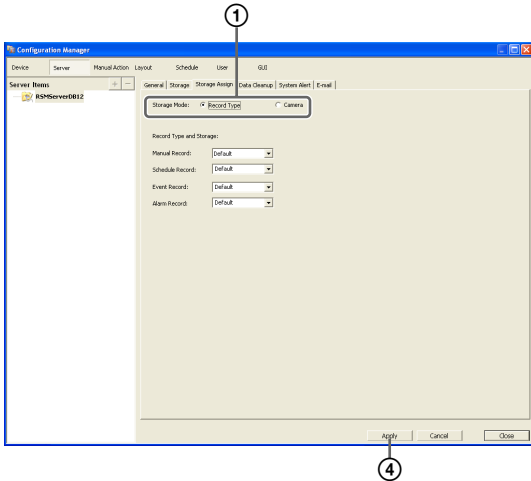 1
Configuration Manager
Device Server Manual Action Layout Schedule User GUI
Server Items + −
General Storage Storage Assign Data Cleanup System Alert E-mail
RSMServerDB12
Storage Mode: Record Type Camera
Record Type and Storage:
Manual Record: Default
Schedule Record: Default
Event Record: Default
Alarm Record: Default
Apply Cancel Close
4